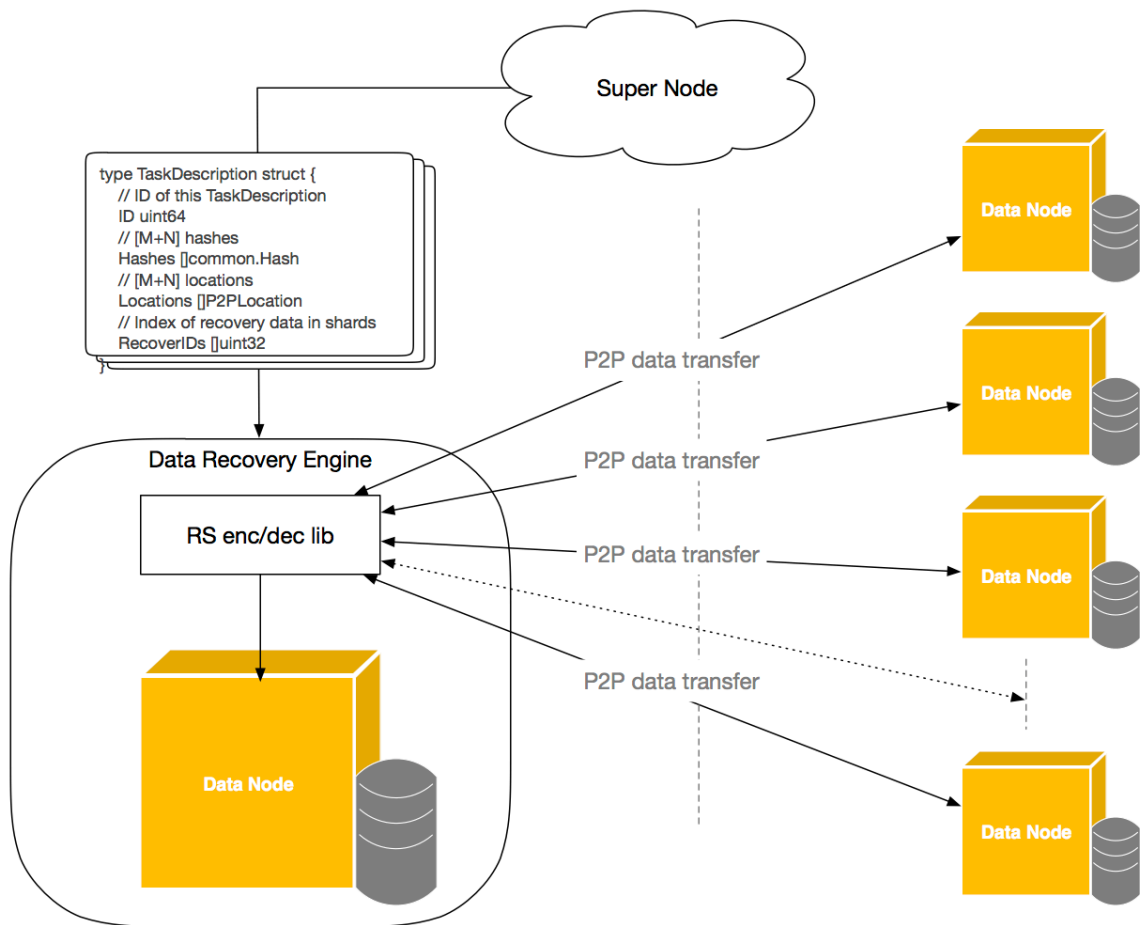 Super Node
type TaskDescription struct {
// ID of this TaskDescription
ID uint64
// [M+N] hashes
Hashes []common.Hash
// [M+N] locations
Locations []P2PLocation
// Index of recovery data in shards
RecoverIDs []uint32
}
Data Node
P2P data transfer
Data Node
Data Recovery Engine
P2P data transfer
RS enc/dec lib
P2P data transfer
Data Node
P2P data transfer
Data Node
Data Node